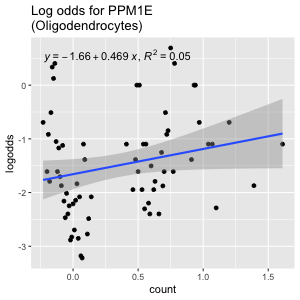 Log odds for PPM1E
(Oligodendrocytes)
y = −1.66 + 0.469 x, R² = 0.05
0
-1
-2
-3
logodds
0.0 0.5 1.0 1.5
count